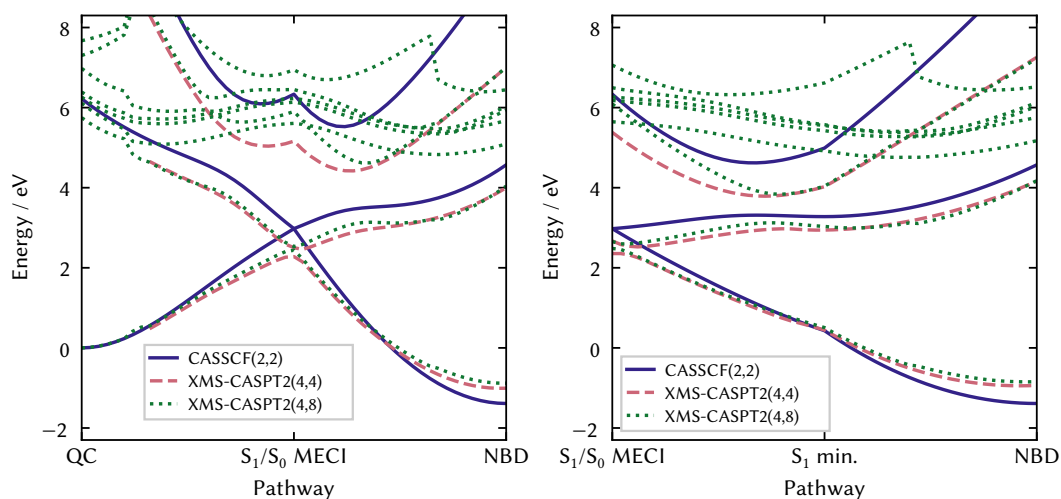 8
6
4
2
0
−2
Energy / eV
CASSCF(2,2)
XMS-CASPT2(4,4)
XMS-CASPT2(4,8)
QC
S₁/S₀ MECI
NBD
Pathway
8
6
4
2
0
−2
Energy / eV
CASSCF(2,2)
XMS-CASPT2(4,4)
XMS-CASPT2(4,8)
S₁/S₀ MECI
S₁ min.
NBD
Pathway